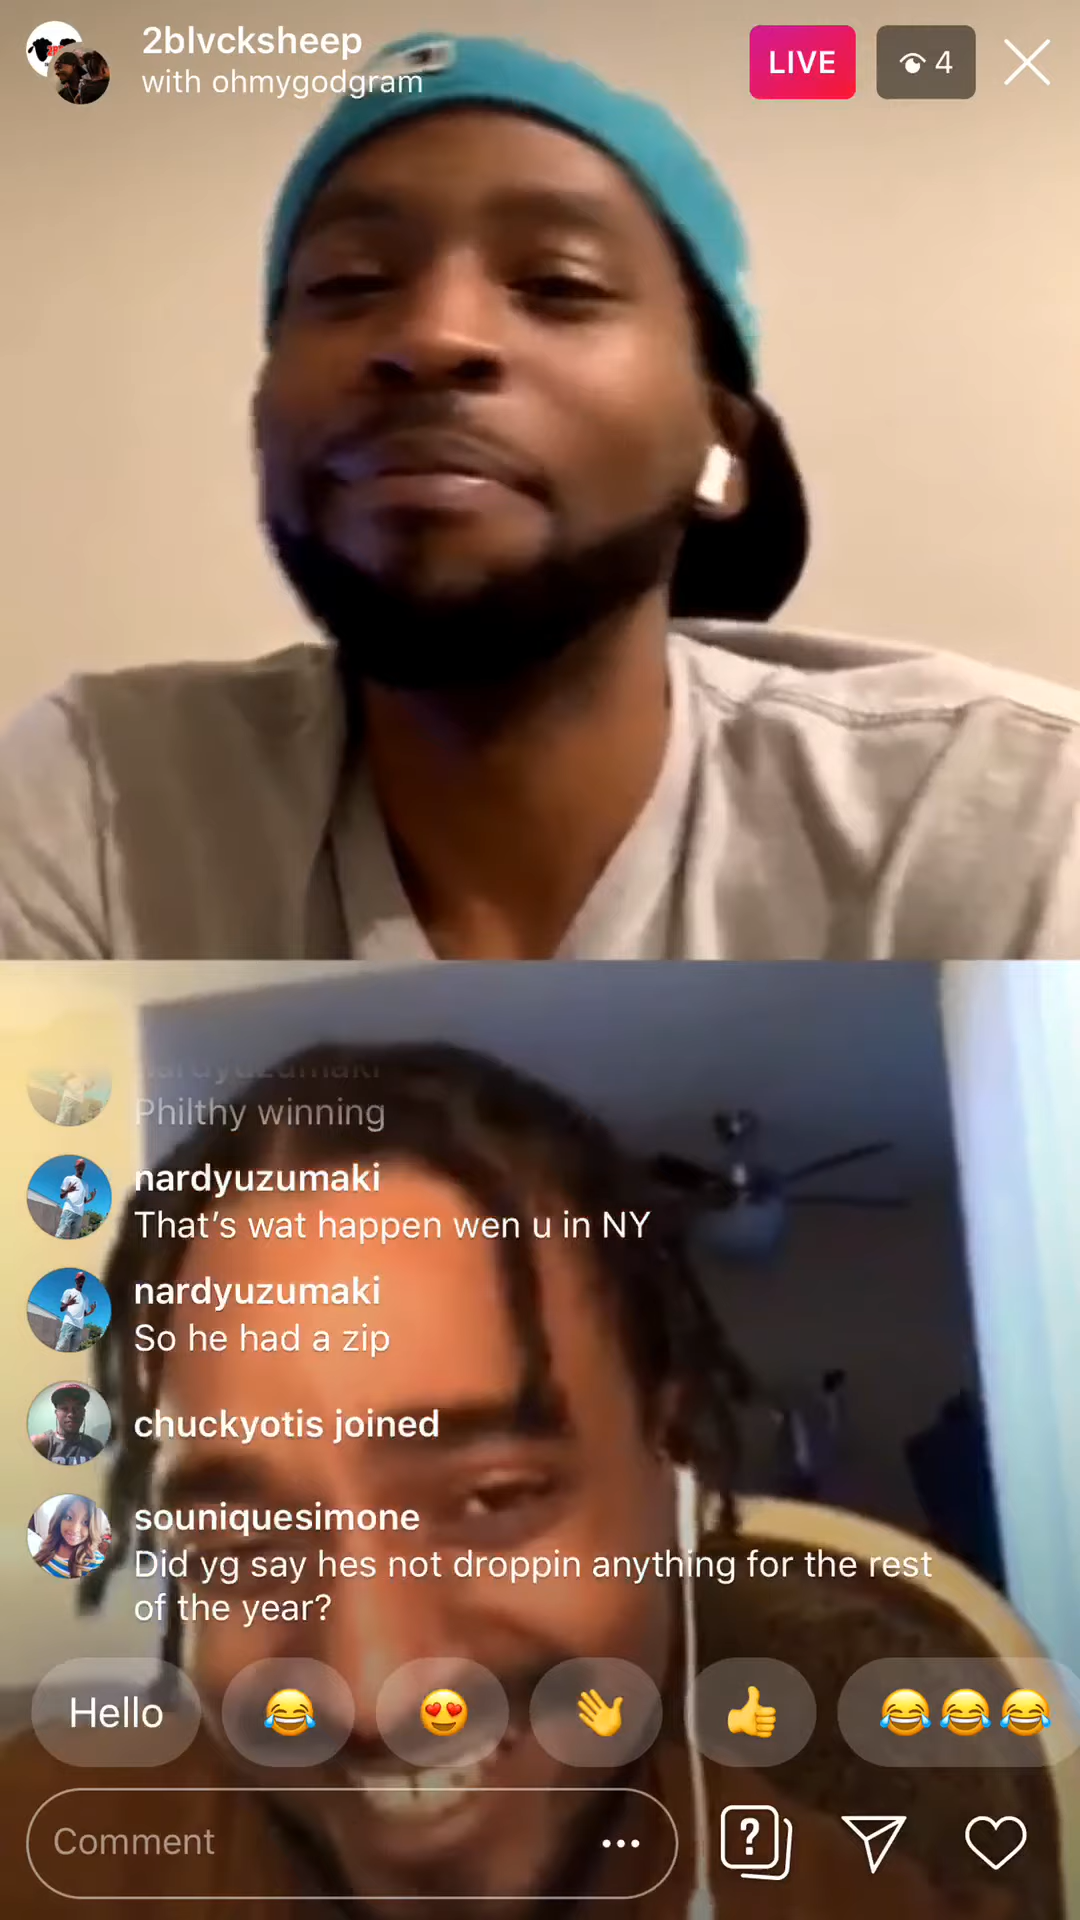 2blvcksheep
with ohmygodgram
LIVE
4
nardyuzumaki
Philthy winning
nardyuzumaki
That's wat happen wen u in NY
nardyuzumaki
So he had a zip
chuckyotis joined
souniquesimone
Did yg say hes not droppin anything for the rest
of the year?
Hello
Comment
?